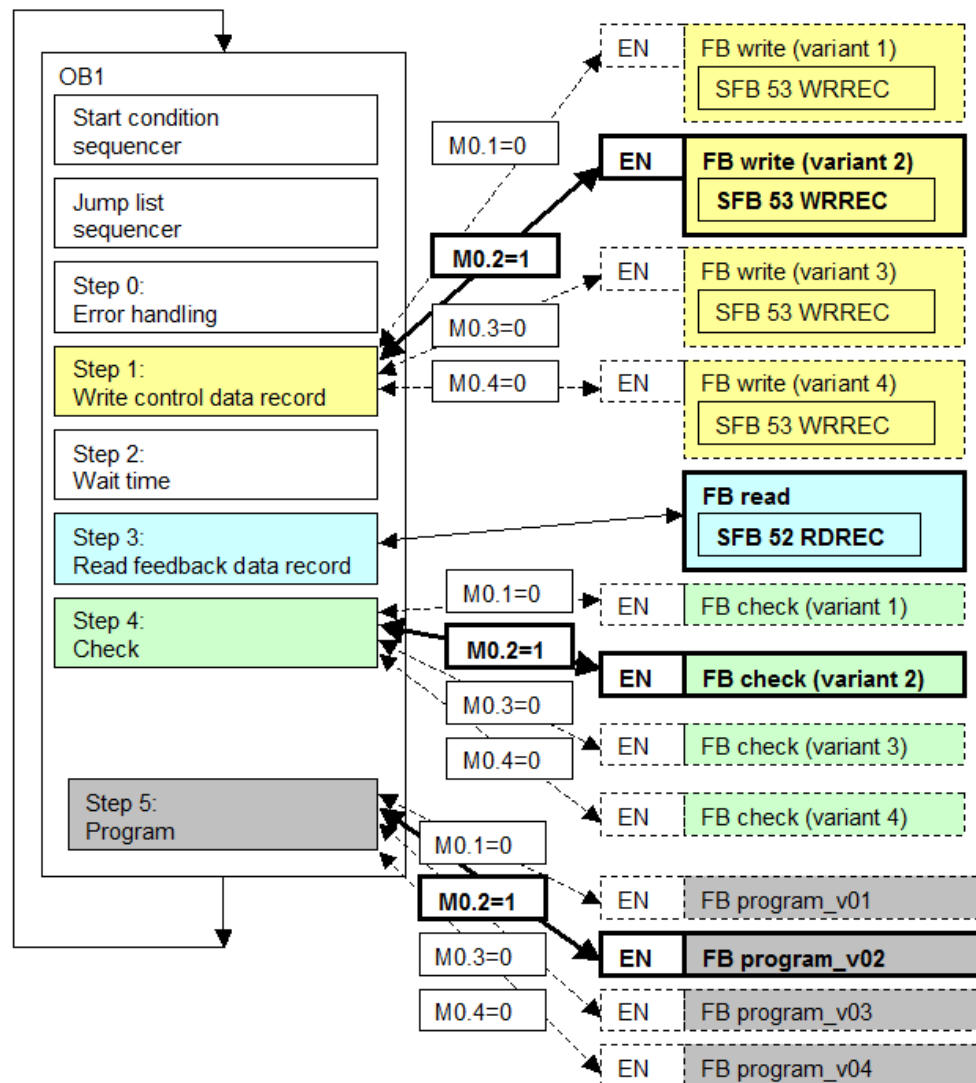 OB1
Start condition
sequencer
Jump list
sequencer
Step 0:
Error handling
Step 1:
Write control data record
Step 2:
Wait time
Step 3:
Read feedback data record
Step 4:
Check
Step 5:
Program
M0.1=0
M0.2=1
M0.3=0
M0.4=0
EN
FB write (variant 1)
SFB 53 WRREC
EN
FB write (variant 2)
SFB 53 WRREC
EN
FB write (variant 3)
SFB 53 WRREC
EN
FB write (variant 4)
SFB 53 WRREC
FB read
SFB 52 RDREC
M0.1=0
M0.2=1
M0.3=0
M0.4=0
EN
FB check (variant 1)
EN
FB check (variant 2)
EN
FB check (variant 3)
EN
FB check (variant 4)
M0.1=0
M0.2=1
M0.3=0
M0.4=0
EN
FB program_v01
EN
FB program_v02
EN
FB program_v03
EN
FB program_v04